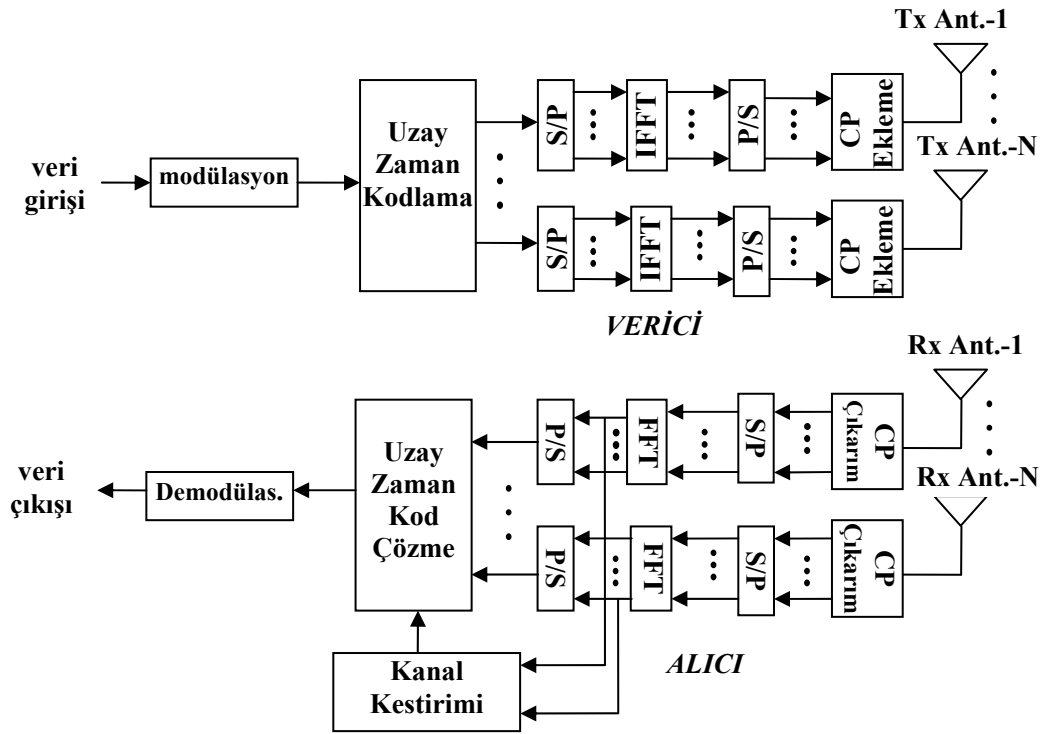 Tx Ant.-1
veri
girişi
modülasyon
Uzay
Zaman
Kodlama
S/P
IFFT
P/S
CP
Ekleme
Tx Ant.-N
S/P
IFFT
P/S
CP
Ekleme
VERİCİ
Rx Ant.-1
veri
çıkışı
Demodülas.
Uzay
Zaman
Kod
Çözme
P/S
FFT
S/P
CP
Çıkarım
Rx Ant.-N
P/S
FFT
S/P
CP
Çıkarım
Kanal
Kestirimi
ALICI